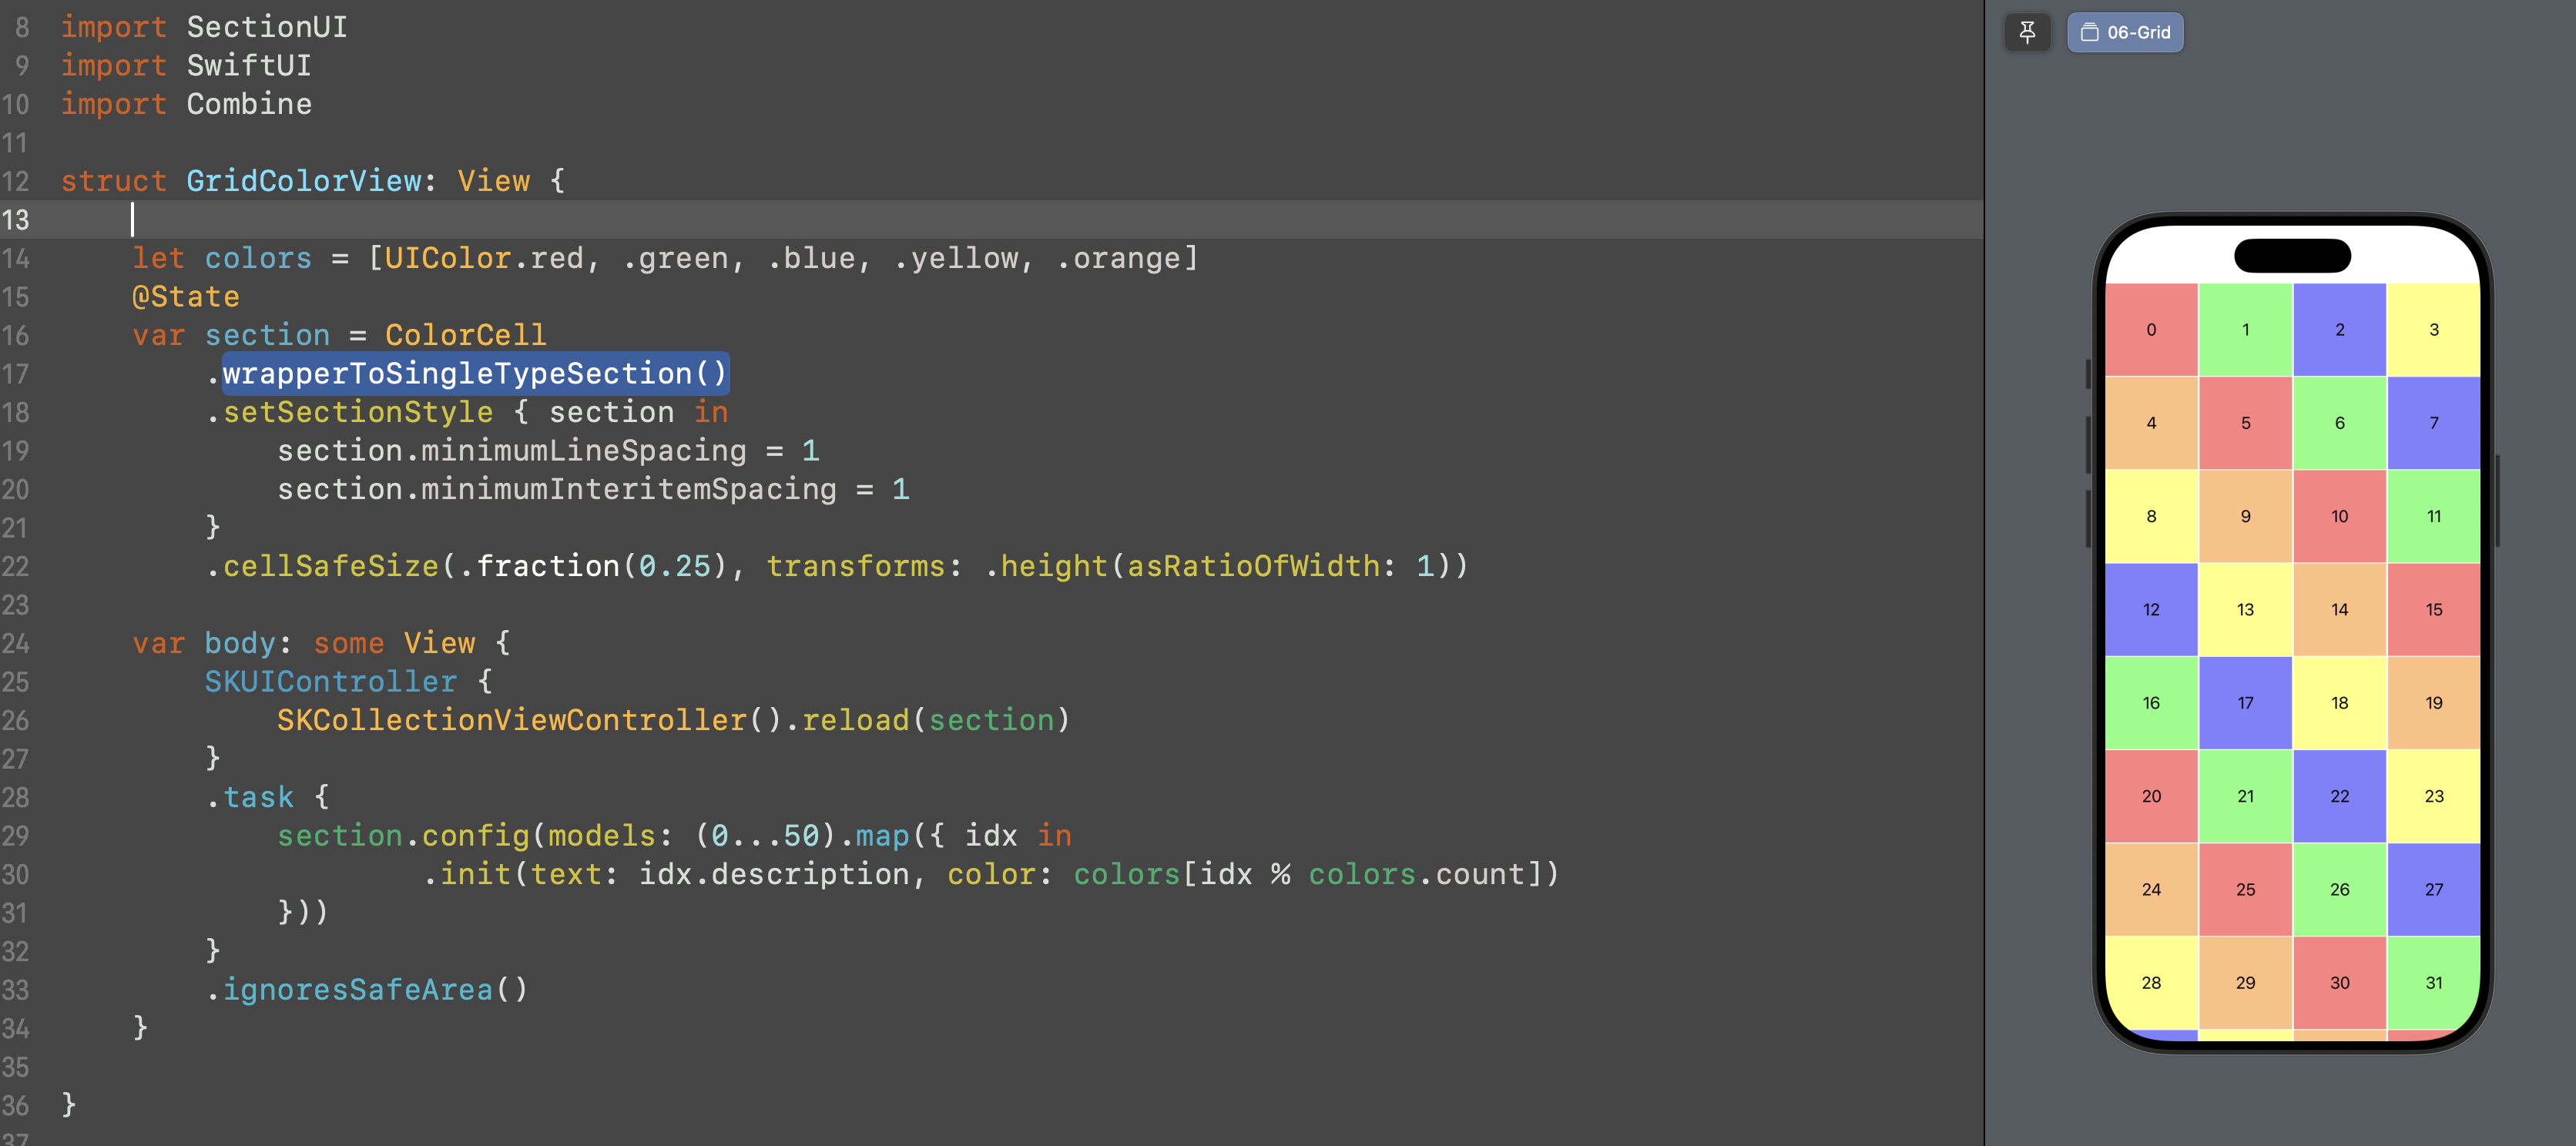 8 import SectionUI
9 import SwiftUI
10 import Combine
11
12 struct GridColorView: View {
13
14 let colors = [UIColor.red, .green, .blue, .yellow, .orange]
15 @State
16 var section = ColorCell
17 .wrapperToSingleTypeSection()
18 .setSectionStyle { section in
19 section.minimumLineSpacing = 1
20 section.minimumInteritemSpacing = 1
21 }
22 .cellSafeSize(.fraction(0.25), transforms: .height(asRatioOfWidth: 1))
23
24 var body: some View {
25 SKUIController {
26 SKCollectionViewController().reload(section)
27 }
28 .task {
29 section.config(models: (0...50).map({ idx in
30 .init(text: idx.description, color: colors[idx % colors.count])
31 }))
32 }
33 .ignoresSafeArea()
34 }
35
36 }
37
06-Grid
0 1 2 3
4 5 6 7
8 9 10 11
12 13 14 15
16 17 18 19
20 21 22 23
24 25 26 27
28 29 30 31